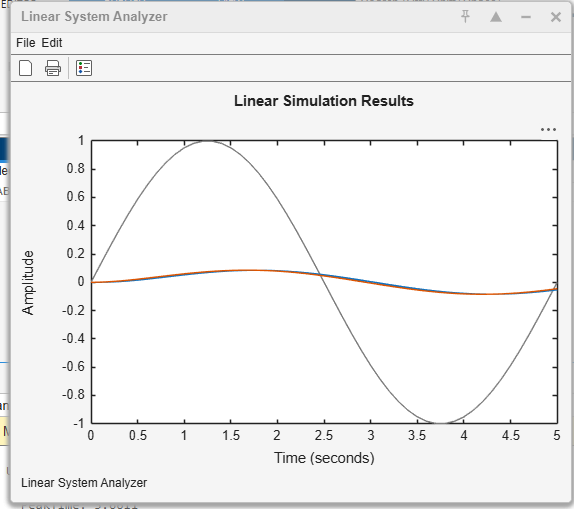 Linear System Analyzer
File Edit
Linear Simulation Results
Amplitude
1
0.8
0.6
0.4
0.2
0
-0.2
-0.4
-0.6
-0.8
-1
0 0.5 1 1.5 2 2.5 3 3.5 4 4.5 5
Time (seconds)
Linear System Analyzer